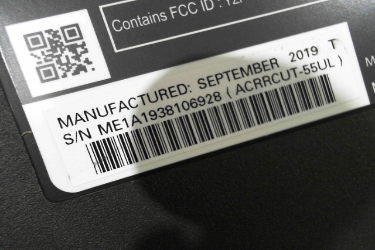 Contains FCC ID :
MANUFACTURED: SEPTEMBER 2019 T
S/N ME1A1938106928 ( ACRRCUT-55UL )